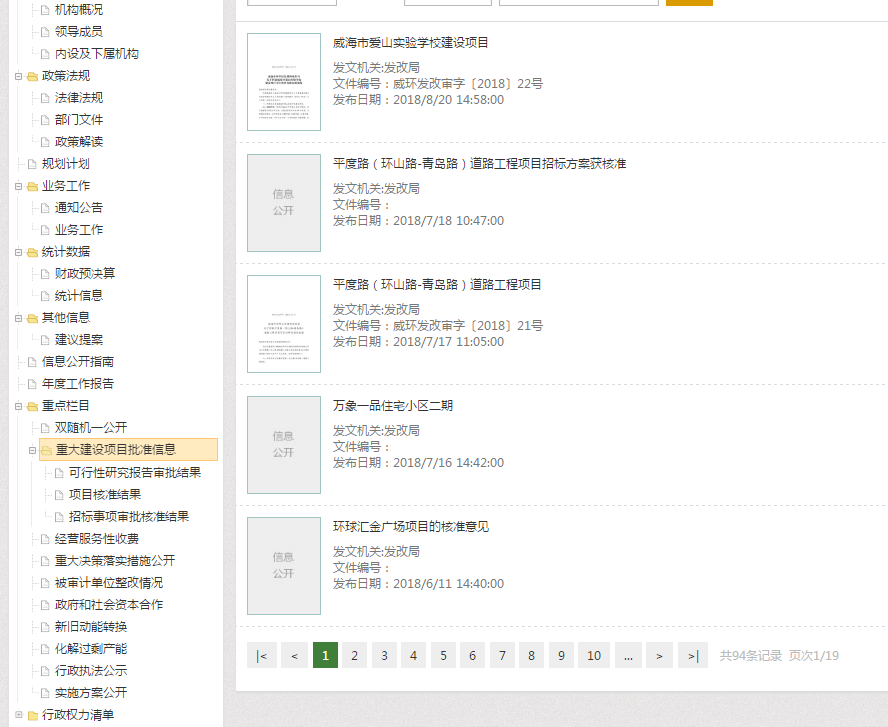 机构概况
领导成员
内设及下属机构
政策法规
法律法规
部门文件
政策解读
规划计划
业务工作
通知公告
业务工作
统计数据
财政预决算
统计信息
其他信息
建议提案
信息公开指南
年度工作报告
重点栏目
双随机一公开
重大建设项目批准信息
可行性研究报告审批结果
项目核准结果
招标事项审批核准结果
经营服务性收费
重大决策落实措施公开
被审计单位整改情况
政府和社会资本合作
新旧动能转换
化解过剩产能
行政执法公示
实施方案公开
行政权力清单
威海市爱山实验学校建设项目
发文机关:发改局
文件编号：威环发改审字〔2018〕22号
发布日期：2018/8/20 14:58:00
信息
公开
平度路（环山路-青岛路）道路工程项目招标方案获核准
发文机关:发改局
文件编号：
发布日期：2018/7/18 10:47:00
平度路（环山路-青岛路）道路工程项目
发文机关:发改局
文件编号：威环发改审字〔2018〕21号
发布日期：2018/7/17 11:05:00
信息
公开
万象一品住宅小区二期
发文机关:发改局
文件编号：
发布日期：2018/7/16 14:42:00
信息
公开
环球汇金广场项目的核准意见
发文机关:发改局
文件编号：
发布日期：2018/6/11 14:40:00
|< < 1 2 3 4 5 6 7 8 9 10 ... > >| 共94条记录 页次1/19